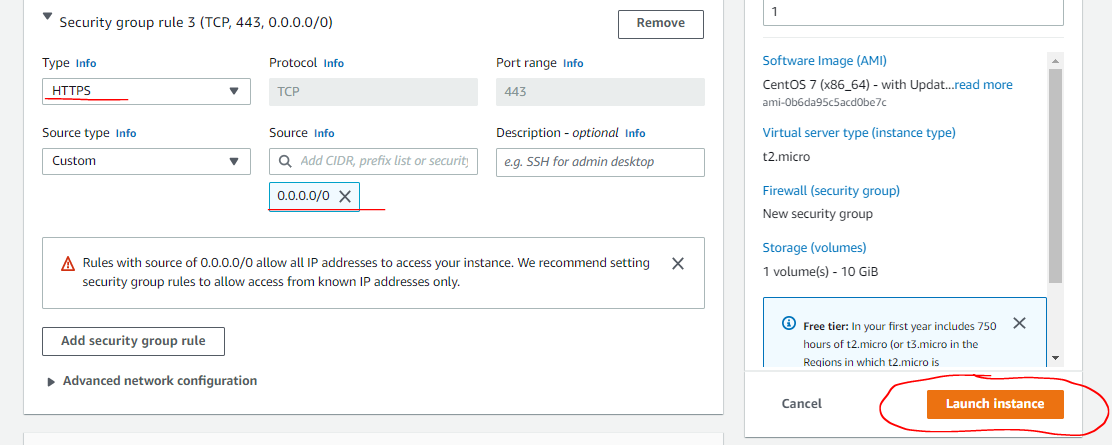 Security group rule 3 (TCP, 443, 0.0.0.0/0)
Remove
Type Info
Protocol Info
Port range Info
HTTPS
TCP
443
Source type Info
Source Info
Description - optional Info
Custom
Add CIDR, prefix list or security
e.g. SSH for admin desktop
0.0.0.0/0
Rules with source of 0.0.0.0/0 allow all IP addresses to access your instance. We recommend setting
security group rules to allow access from known IP addresses only.
Add security group rule
Advanced network configuration
1
Software Image (AMI)
CentOS 7 (x86_64) - with Updat...read more
ami-0b6da95c5acd0be7c
Virtual server type (instance type)
t2.micro
Firewall (security group)
New security group
Storage (volumes)
1 volume(s) - 10 GiB
Free tier: In your first year includes 750
hours of t2.micro (or t3.micro in the
Regions in which t2.micro is
Cancel
Launch instance